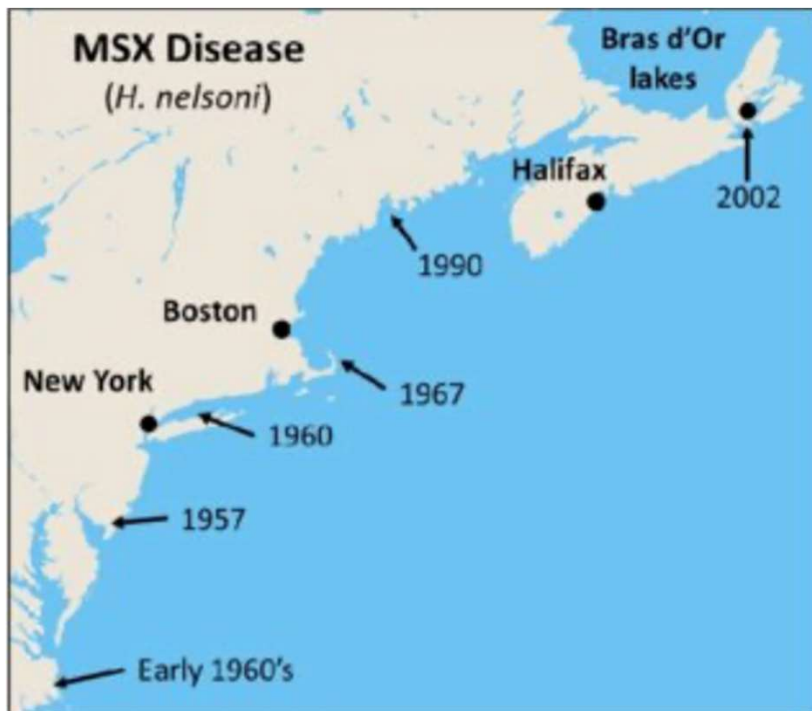 MSX Disease
(H. nelsoni)
Bras d'Or
lakes
Halifax
2002
1990
Boston
New York
1967
1960
1957
Early 1960's